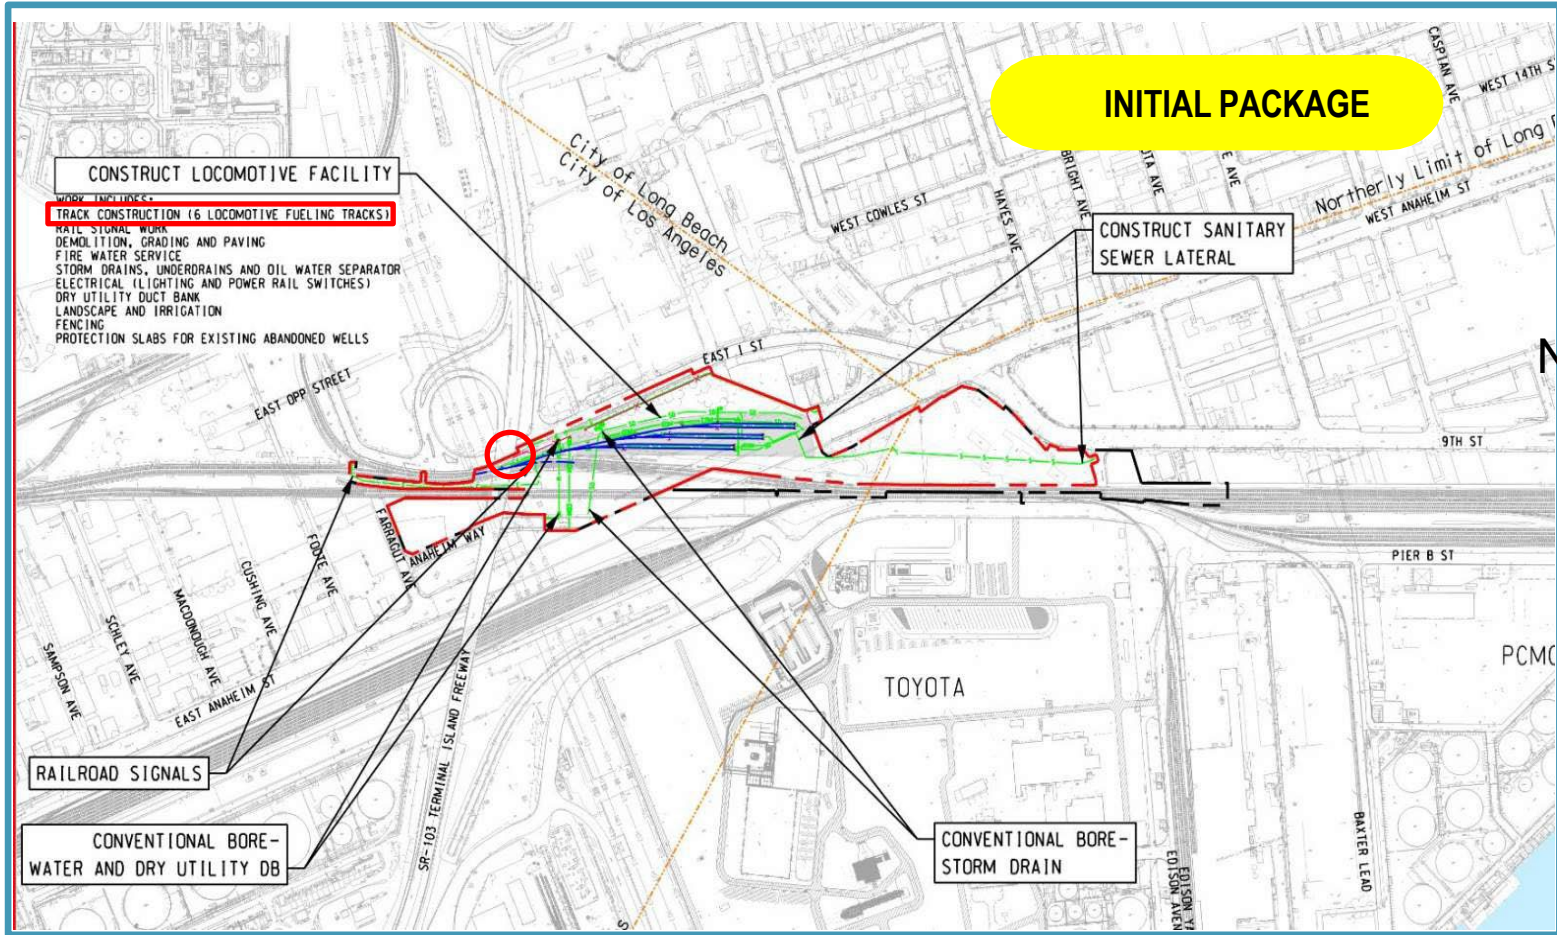 INITIAL PACKAGE
CASPIAN AVE
WEST 14TH S
City of Long Beach
City of Los Angeles
Northerly Limit of Long
WEST ANAHEIM ST
WEST COWLES ST
HAYES AVE
CONSTRUCT LOCOMOTIVE FACILITY
WORK INCLUDES:
TRACK CONSTRUCTION (6 LOCOMOTIVE FUELING TRACKS)
RAIL SIGNAL WORK
DEMOLITION, GRADING AND PAVING
FIRE WATER SERVICE
STORM DRAINS, UNDERDRAINS AND OIL WATER SEPARATOR
ELECTRICAL (LIGHTING AND POWER RAIL SWITCHES)
DRY UTILITY DUCT BANK
LANDSCAPE AND IRRIGATION
FENCING
PROTECTION SLABS FOR EXISTING ABANDONED WELLS
CONSTRUCT SANITARY
SEWER LATERAL
N
EAST I ST
EAST OPP STREET
9TH ST
PIER B ST
ANAHEIM WAY
FARRAGUT AVE
FOOTE AVE
CUSHING AVE
MACDONOUGH AVE
SCHLEY AVE
SAMPSON AVE
EAST ANAHEIM ST
SR-103 TERMINAL ISLAND FREEWAY
TOYOTA
PCMC
RAILROAD SIGNALS
CONVENTIONAL BORE-
WATER AND DRY UTILITY DB
CONVENTIONAL BORE-
STORM DRAIN
BAXTER LEAD